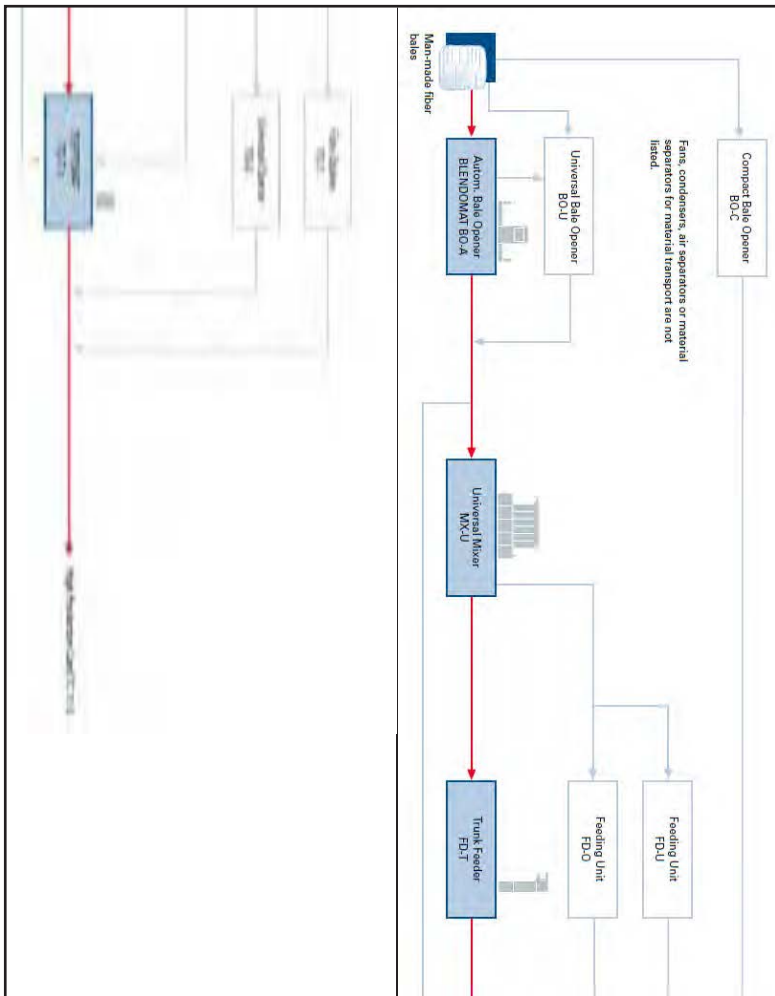 Man-made fiber
bales
Fans, condensers, air separators or material
separators for material transport are not
listed.
Compact Bale Opener
BO-C
Universal Bale Opener
BO-U
Autom. Bale Opener
BLENDOMAT BO-A
Universal Mixer
MX-U
Feeding Unit
FD-U
Feeding Unit
FD-O
Trunk Feeder
FD-T